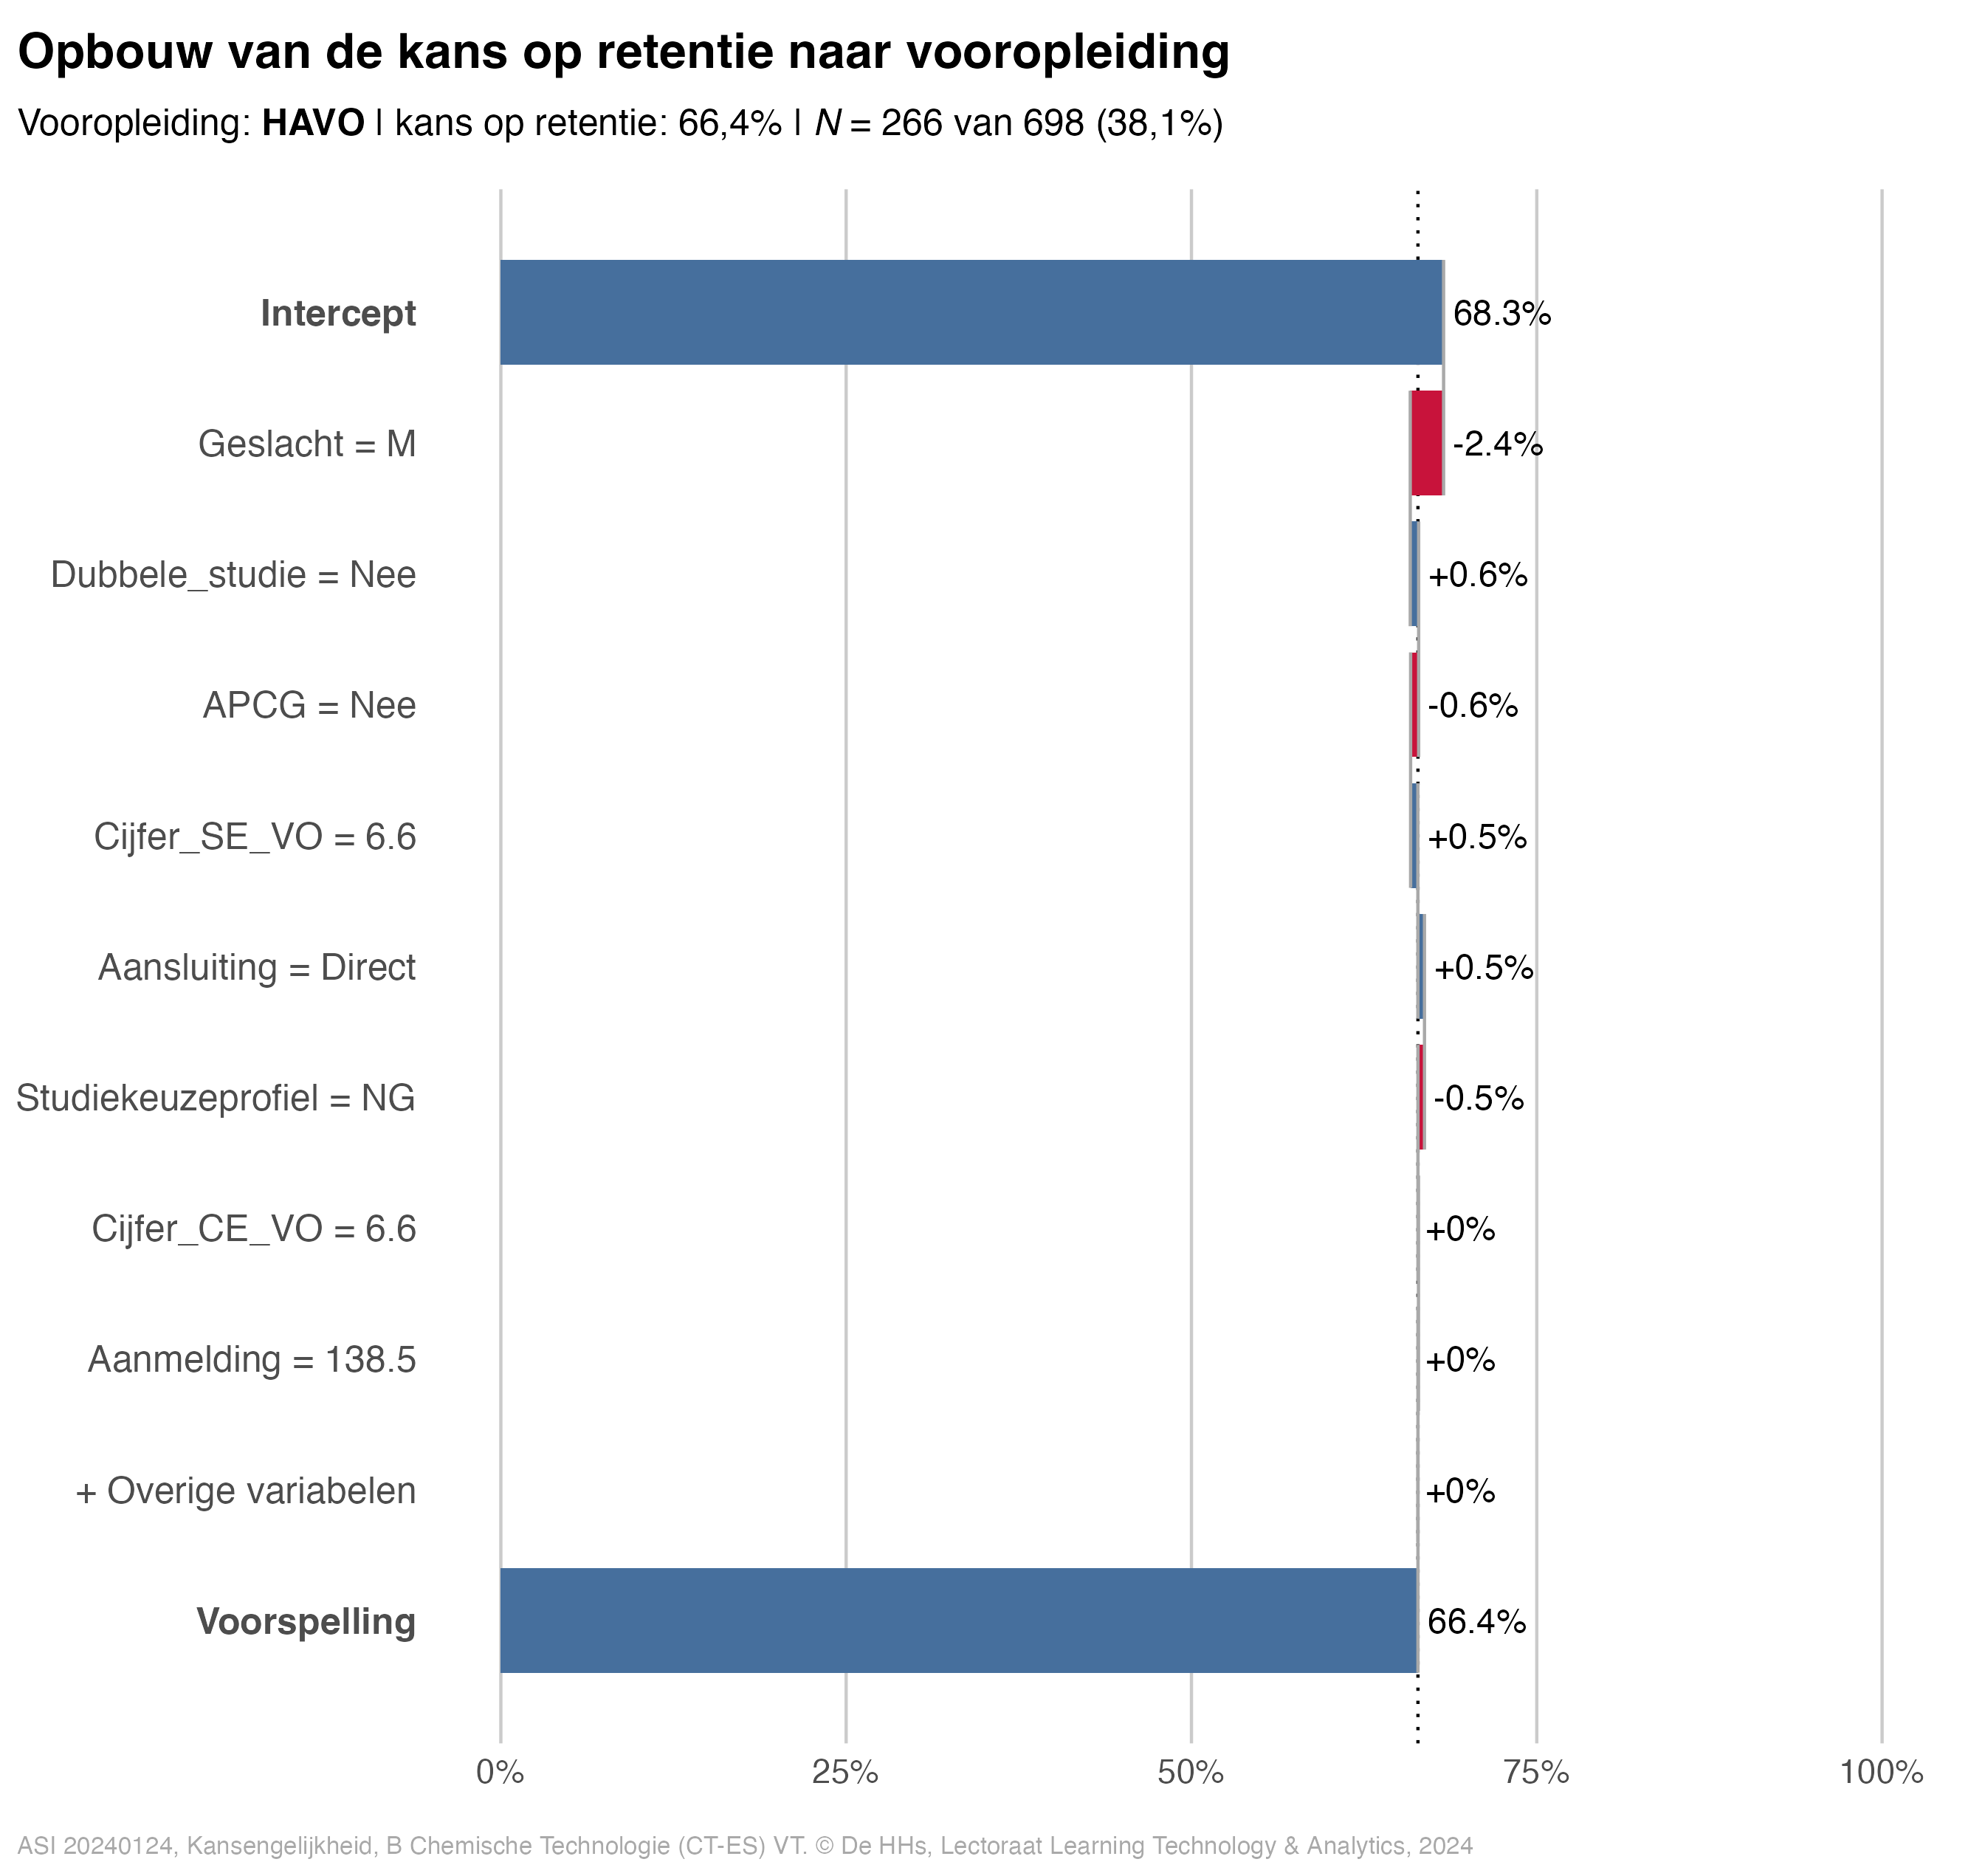 Opbouw van de kans op retentie naar vooropleiding
Vooropleiding: HAVO | kans op retentie: 66,4% | N = 266 van 698 (38,1%)
Intercept
68.3%
Geslacht = M
-2.4%
Dubbele_studie = Nee
+0.6%
APCG = Nee
-0.6%
Cijfer_SE_VO = 6.6
+0.5%
Aansluiting = Direct
+0.5%
Studiekeuzeprofiel = NG
-0.5%
Cijfer_CE_VO = 6.6
+0%
Aanmelding = 138.5
+0%
+ Overige variabelen
+0%
Voorspelling
66.4%
0% 25% 50% 75% 100%
ASI 20240124, Kansengelijkheid, B Chemische Technologie (CT-ES) VT. © De HHs, Lectoraat Learning Technology & Analytics, 2024